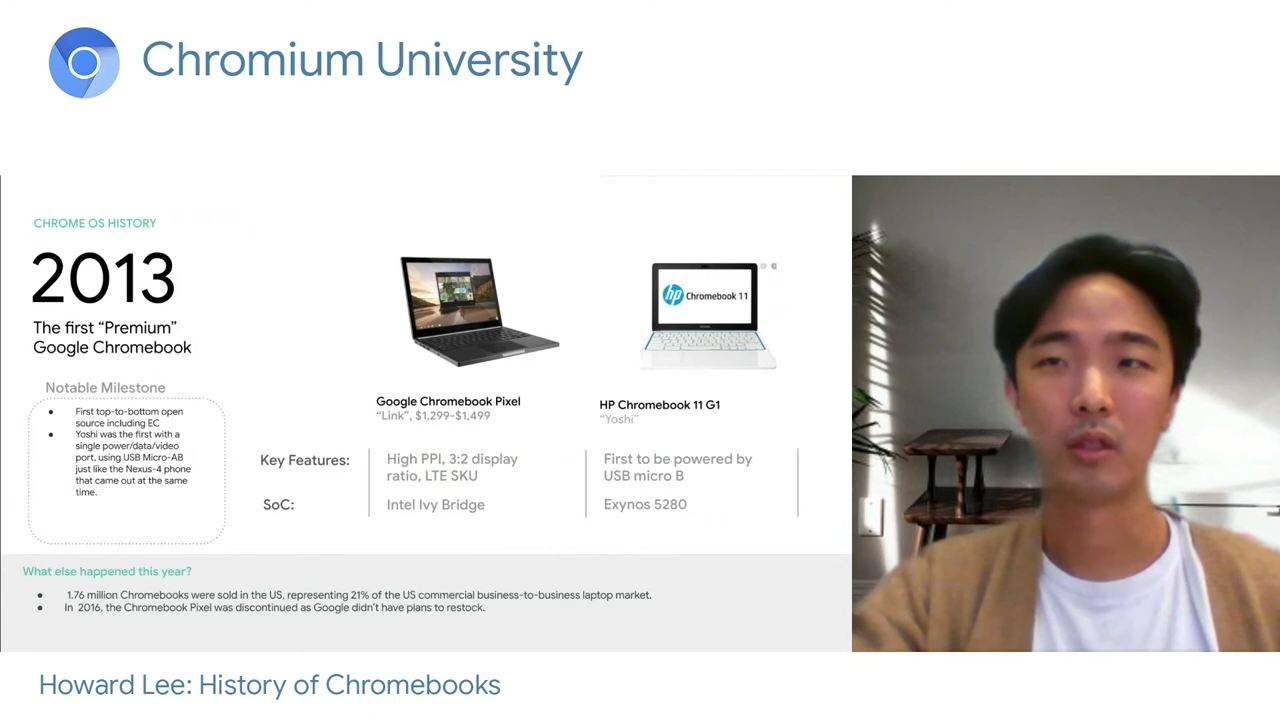 Chromium University
CHROME OS HISTORY
2013
The first “Premium”
Google Chromebook
Notable Milestone
● First top-to-bottom open
source including EC
● Yoshi was the first with a
single power/data/video
port, using USB Micro-AB
just like the Nexus-4 phone
that came out at the same
time.
hp Chromebook 11
Google Chromebook Pixel
“Link”, $1,299-$1,499
HP Chromebook 11 G1
“Yoshi”
Key Features:
High PPI, 3:2 display
ratio, LTE SKU
First to be powered by
USB micro B
SoC:
Intel Ivy Bridge
Exynos 5280
What else happened this year?
● 1.76 million Chromebooks were sold in the US, representing 21% of the US commercial business-to-business laptop market.
● In 2016, the Chromebook Pixel was discontinued as Google didn’t have plans to restock.
Howard Lee: History of Chromebooks